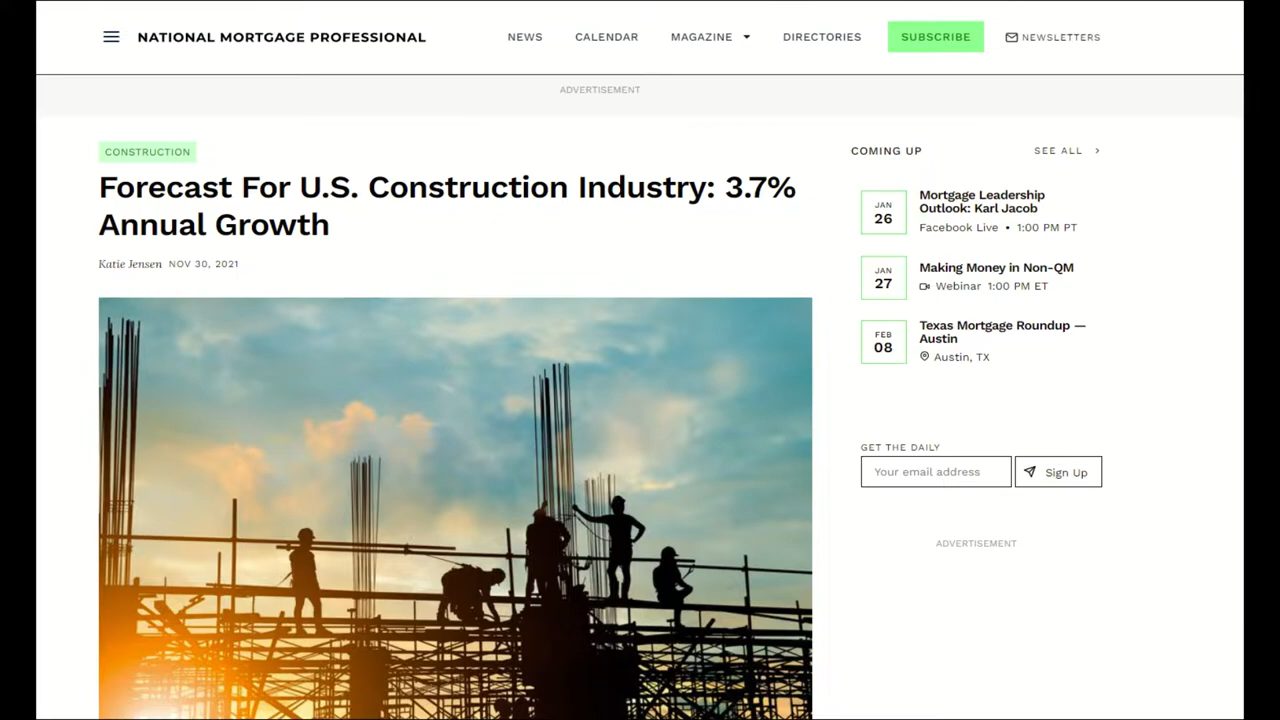 NATIONAL MORTGAGE PROFESSIONAL
NEWS
CALENDAR
MAGAZINE
DIRECTORIES
SUBSCRIBE
NEWSLETTERS
ADVERTISEMENT
CONSTRUCTION
Forecast For U.S. Construction Industry: 3.7%
Annual Growth
Katie Jensen NOV 30, 2021
COMING UP
SEE ALL
JAN
26
Mortgage Leadership
Outlook: Karl Jacob
Facebook Live • 1:00 PM PT
JAN
27
Making Money in Non-QM
Webinar 1:00 PM ET
FEB
08
Texas Mortgage Roundup —
Austin
Austin, TX
GET THE DAILY
Your email address
Sign Up
ADVERTISEMENT